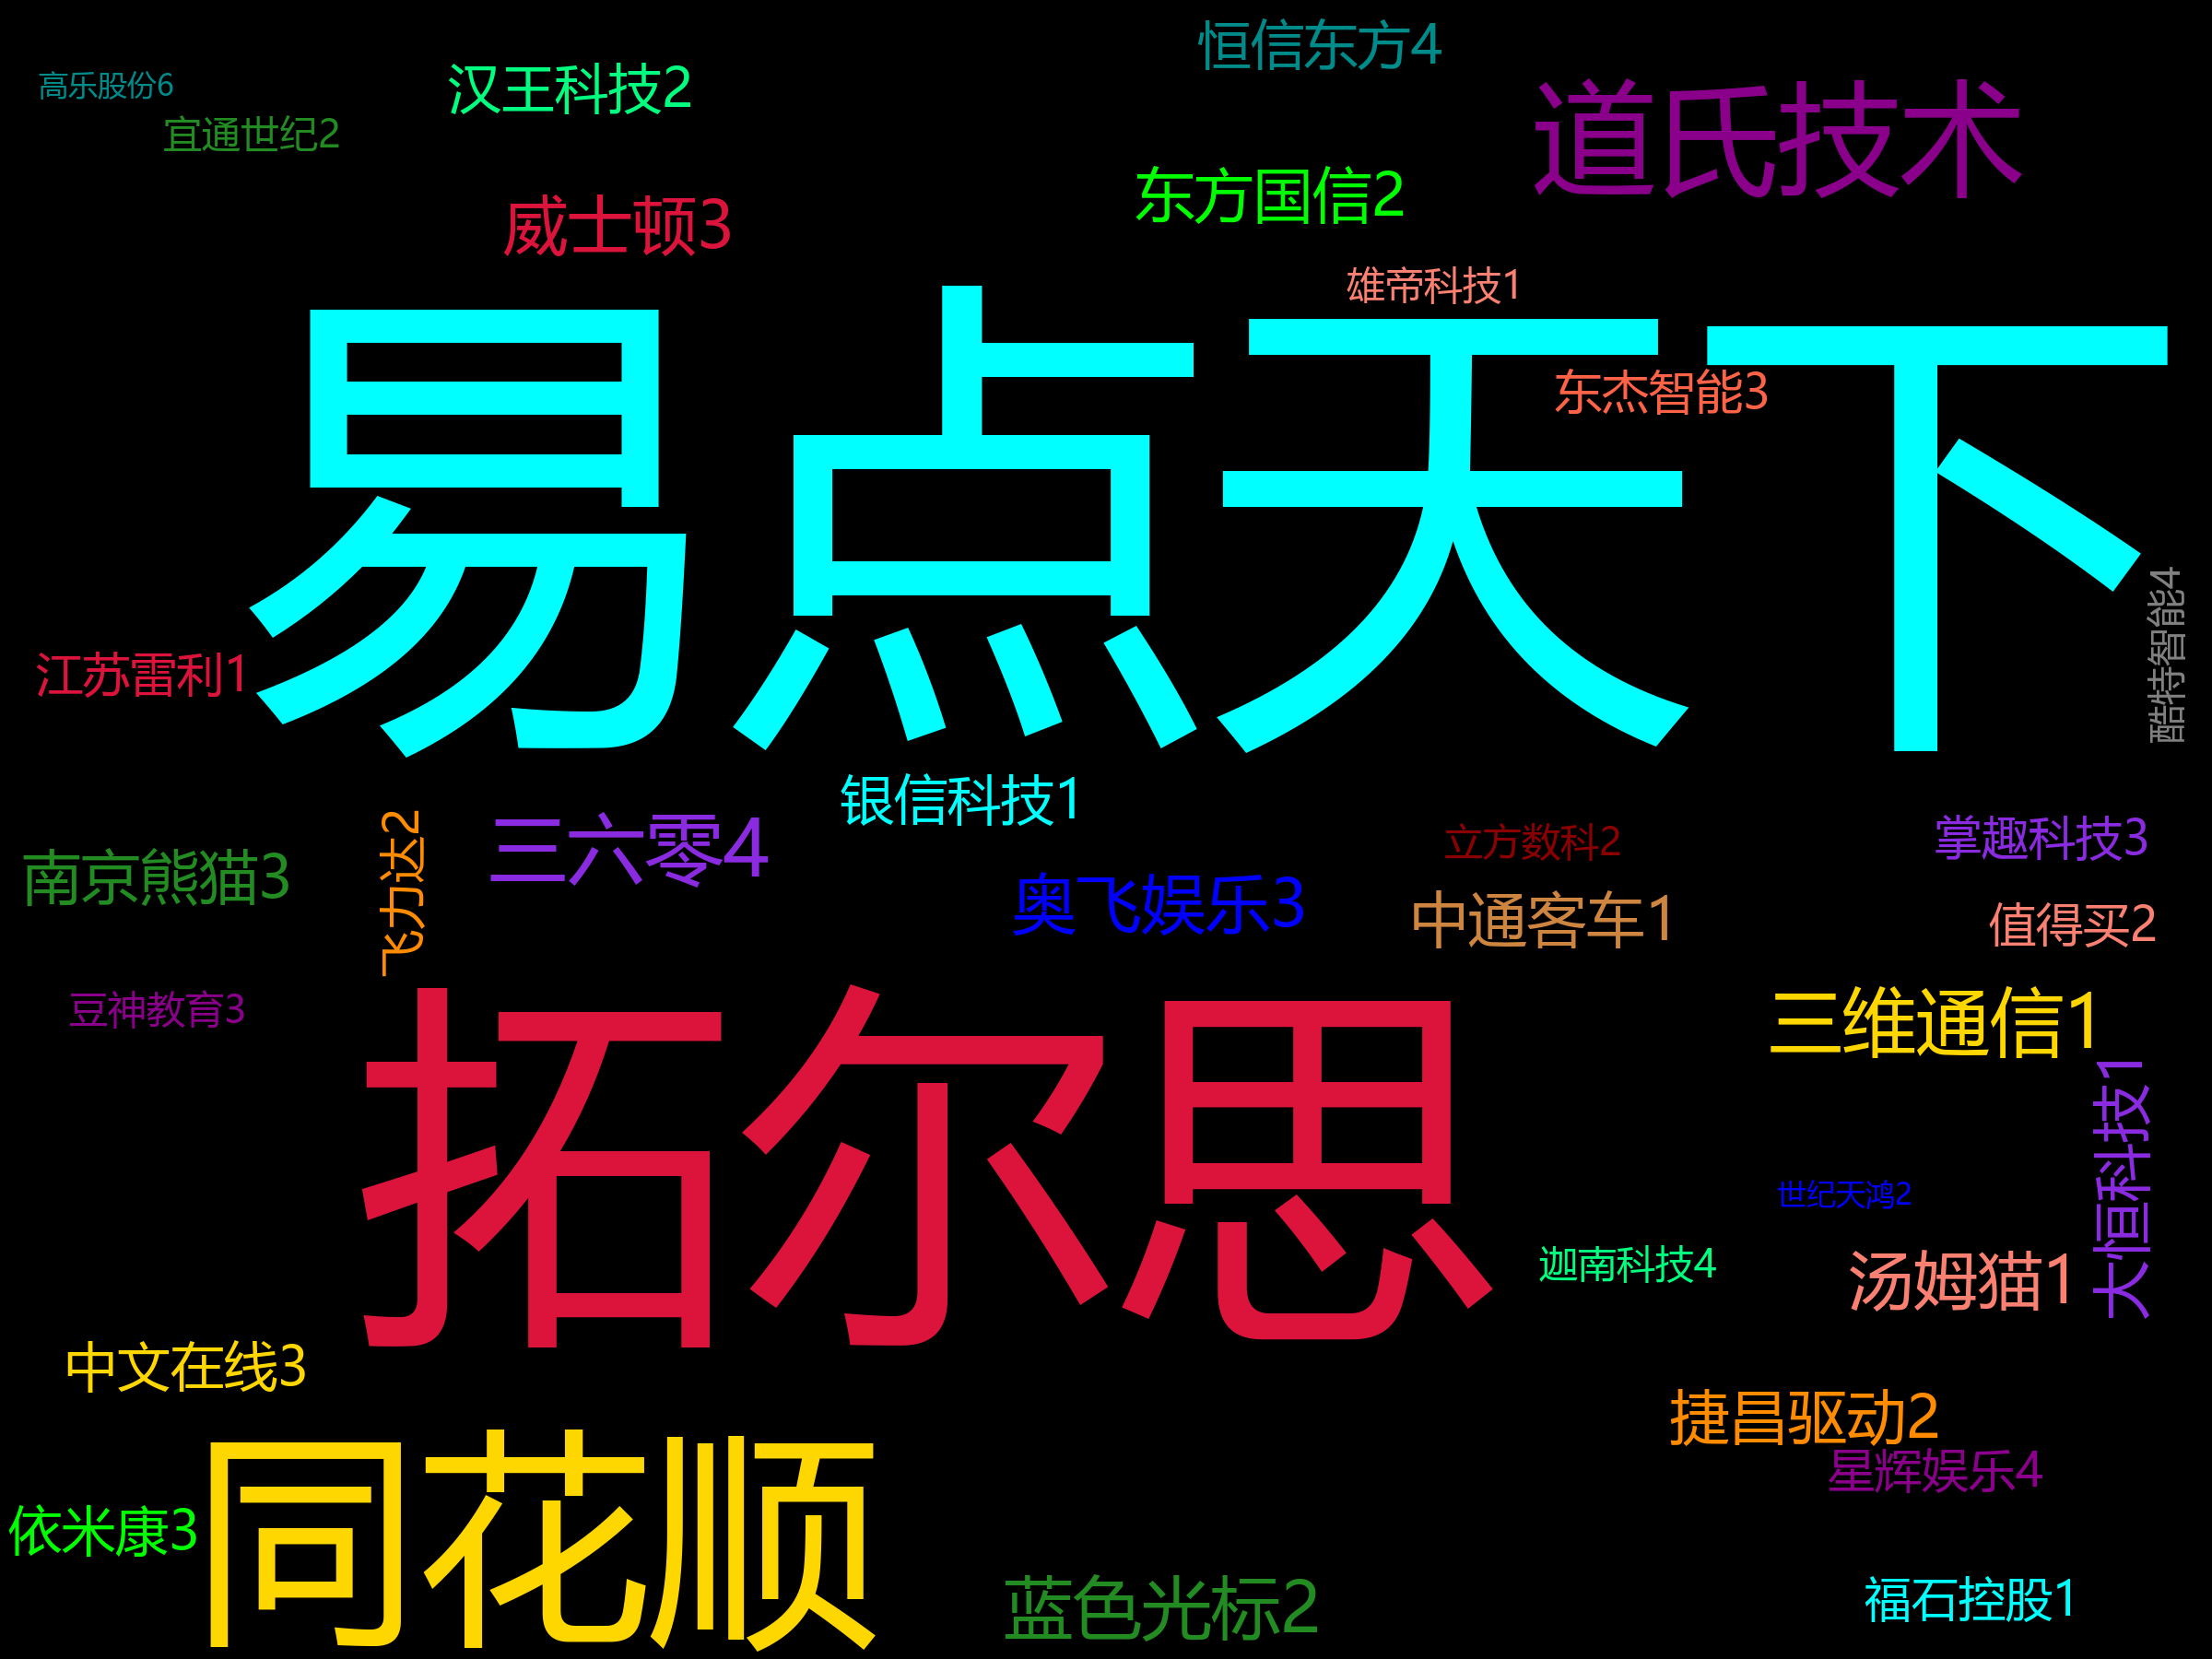 恒信东方4
高乐股份6
汉王科技2
道氏技术
宜通世纪2
东方国信2
威士顿3
雄帝科技1
易点天下
东杰智能3
酷特智能4
江苏雷利1
银信科技1
三六零4
飞力达2
立方数科2
掌趣科技3
南京熊猫3
奥飞娱乐3
中通客车1
值得买2
豆神教育3
拓尔思
三维通信1
大恒科技1
世纪天鸿2
迦南科技4
汤姆猫1
中文在线3
捷昌驱动2
星辉娱乐4
同花顺
依米康3
蓝色光标2
福石控股1